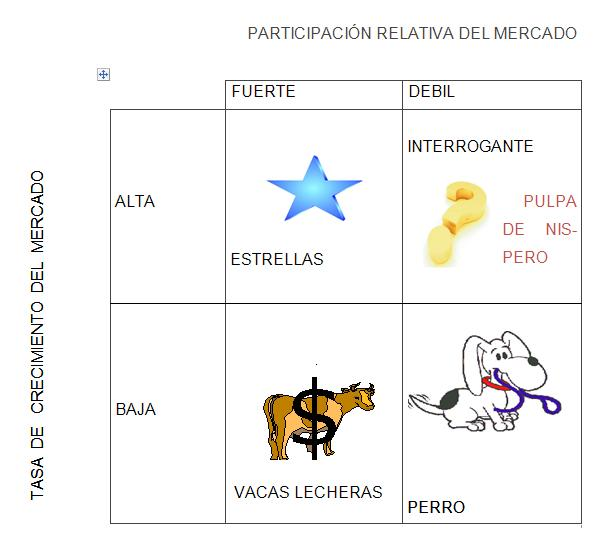 PARTICIPACIÓN RELATIVA DEL MERCADO
FUERTE
DEBIL
TASA DE CRECIMIENTO DEL MERCADO
ALTA
ESTRELLAS
INTERROGANTE
PULPA
DE NIS-
PERO
BAJA
$
VACAS LECHERAS
PERRO